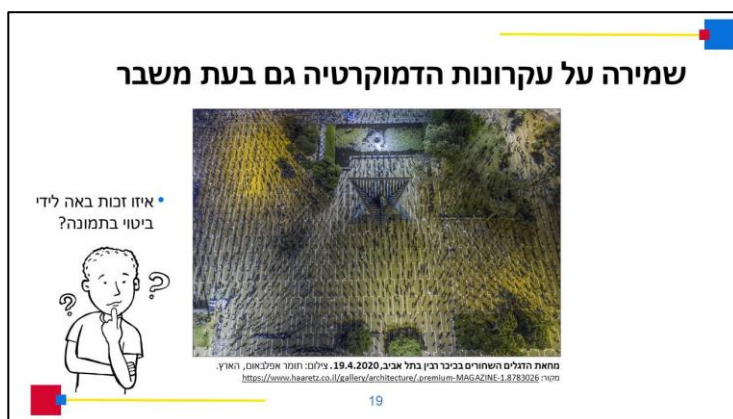 שמירה על עקרונות הדמוקרטיה גם בעת משבר
• איזו זכות באה לידי
ביטוי בתמונה?
מחאת הדגלים השחורים בכיכר רבין בתל אביב, 19.4.2020. צילום: תומר אפלבאום, הארץ.
מקור: https://www.haaretz.co.il/gallery/architecture/.premium-MAGAZINE-1.8783026
19